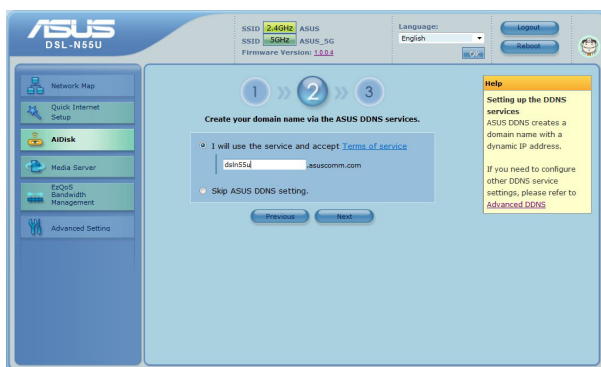 ASUS
DSL-N55U
SSID 2.4GHz ASUS
SSID 5GHz ASUS_5G
Firmware Version: 1.0.0.4
Language:
English
OK
Logout
Reboot
Network Map
Quick Internet
Setup
AiDisk
Media Server
EzQoS
Bandwidth
Management
Advanced Setting
1 » 2 » 3
Create your domain name via the ASUS DDNS services.
I will use the service and accept Terms of service
dsln55u .asuscomm.com
Skip ASUS DDNS setting.
Previous
Next
Help
Setting up the DDNS
services
ASUS DDNS creates a
domain name with a
dynamic IP address.
If you need to configure
other DDNS service
settings, please refer to
Advanced DDNS